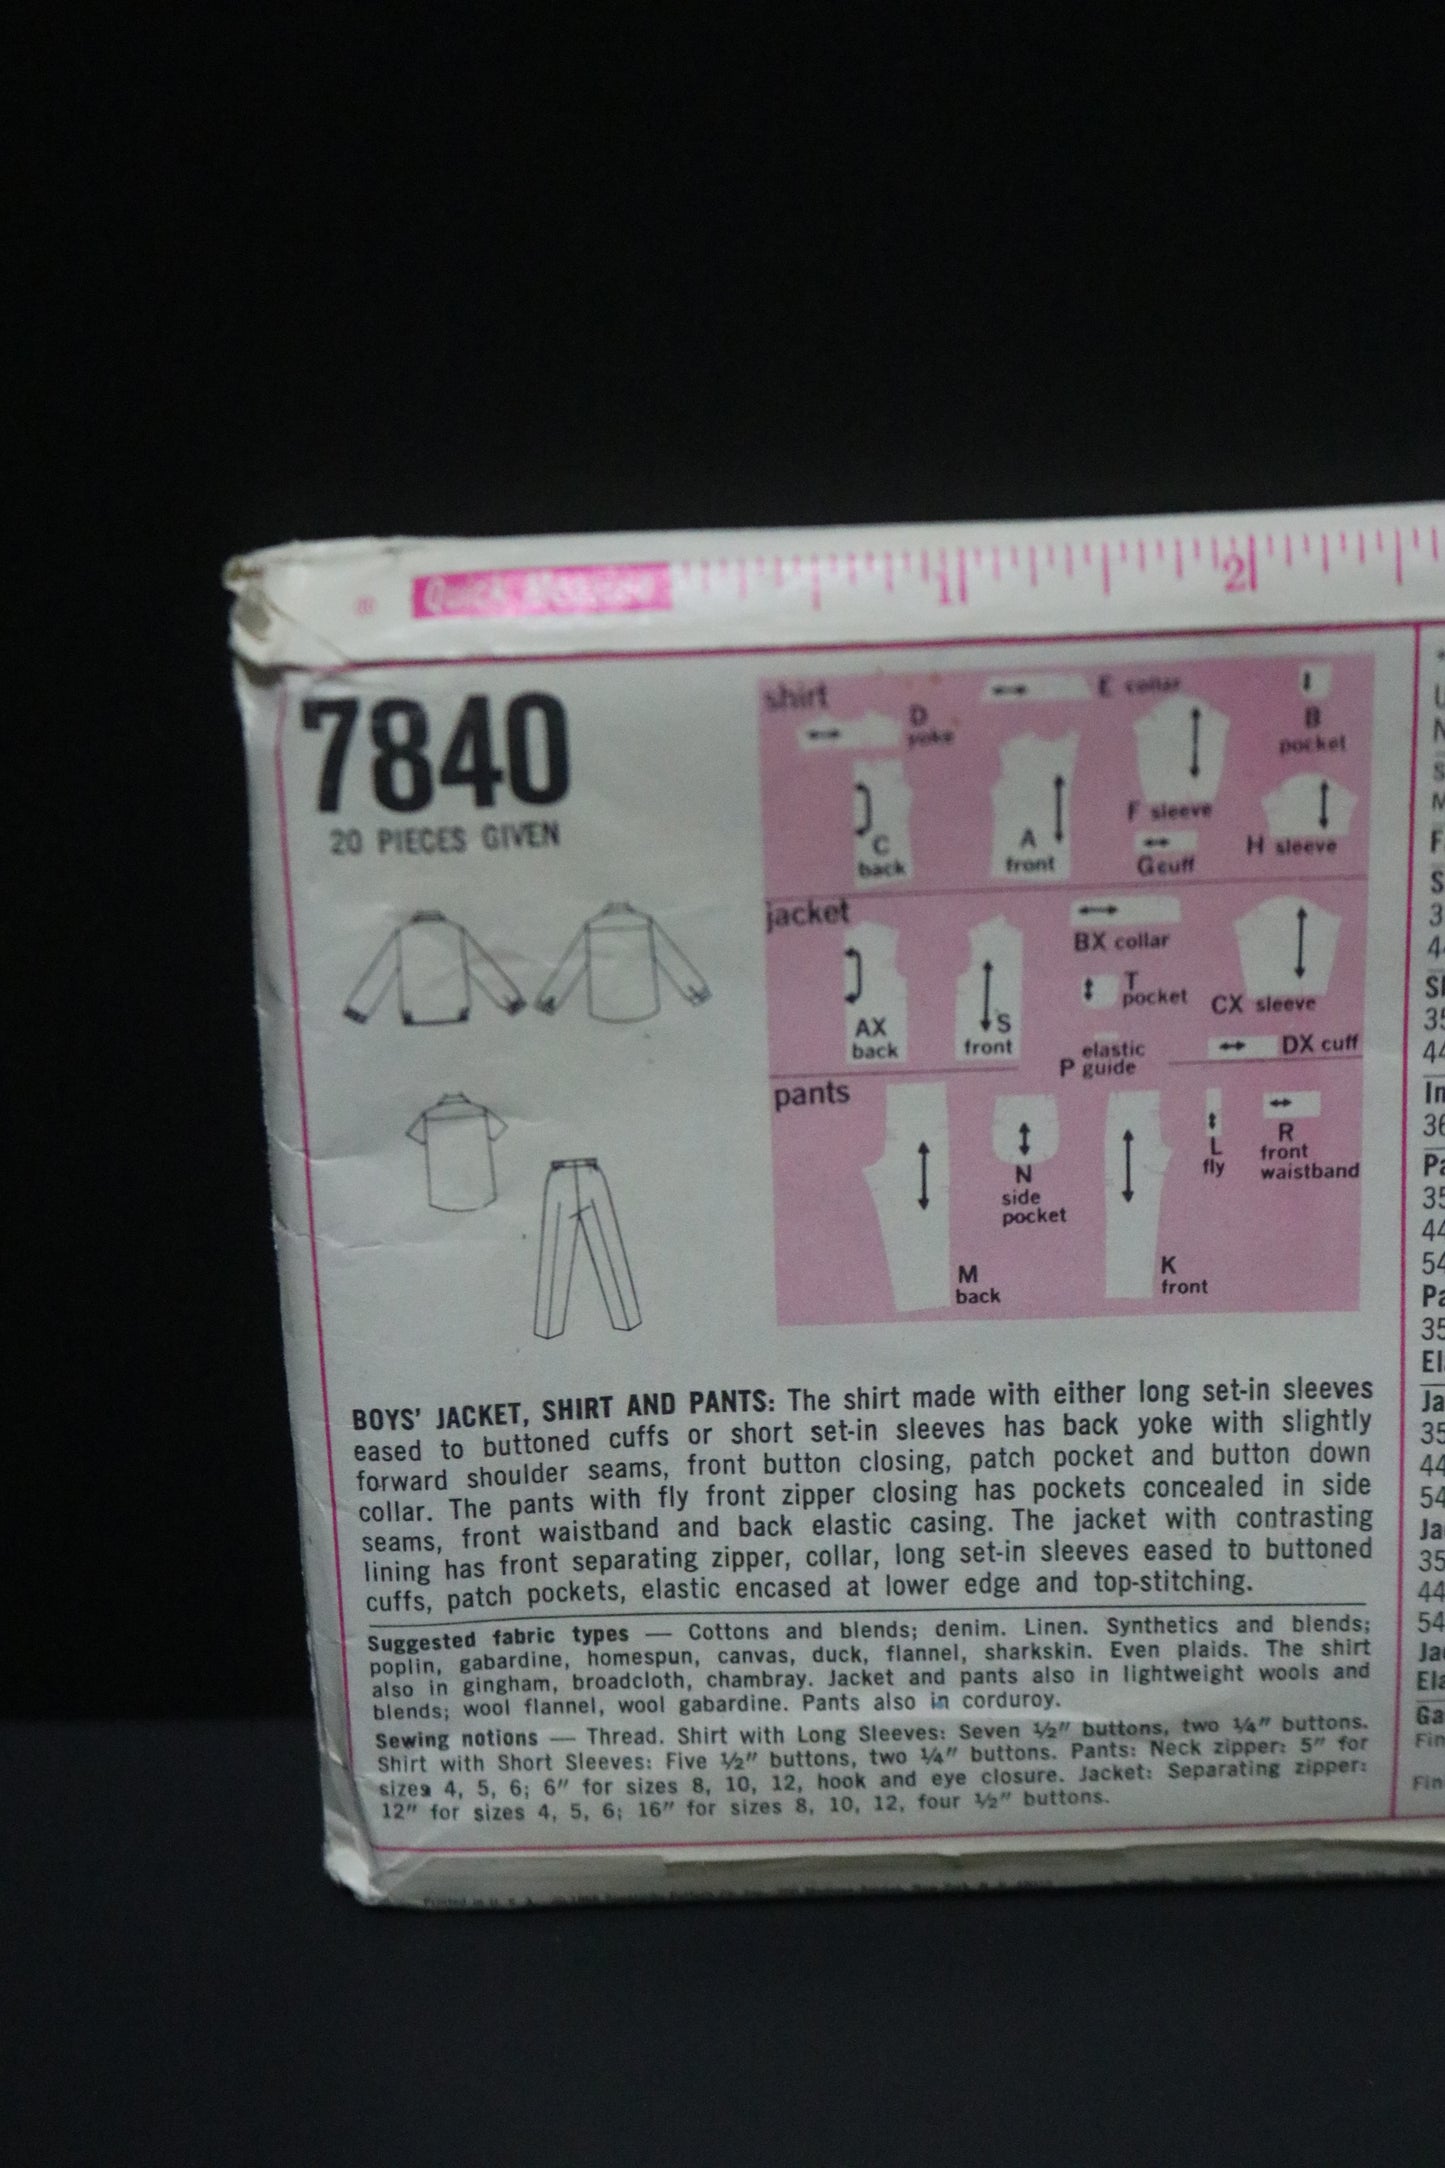 Quick Measure
1
2
7840
20 PIECES GIVEN
shirt
D
yoke
E collar
B
pocket
C
back
A
front
F sleeve
G cuff
H sleeve
jacket
AX
back
S
front
BX collar
T
pocket
CX sleeve
elastic
P guide
DX cuff
pants
M
back
N
side
pocket
K
front
L
fly
R
front
waistband
BOYS' JACKET, SHIRT AND PANTS: The shirt made with either long set-in sleeves
eased to buttoned cuffs or short set-in sleeves has back yoke with slightly
forward shoulder seams, front button closing, patch pocket and button down
collar. The pants with fly front zipper closing has pockets concealed in side
seams, front waistband and back elastic casing. The jacket with contrasting
lining has front separating zipper, collar, long set-in sleeves eased to buttoned
cuffs, patch pockets, elastic encased at lower edge and top-stitching.
Suggested fabric types — Cottons and blends; denim. Linen. Synthetics and blends;
poplin, gabardine, homespun, canvas, duck, flannel, sharkskin. Even plaids. The shirt
also in gingham, broadcloth, chambray. Jacket and pants also in lightweight wools and
blends; wool flannel, wool gabardine. Pants also in corduroy.
Sewing notions — Thread. Shirt with Long Sleeves: Seven ½" buttons, two ¼" buttons.
Shirt with Short Sleeves: Five ½" buttons, two ¼" buttons. Pants: Neck zipper: 5" for
sizes 4, 5, 6; 6" for sizes 8, 10, 12, hook and eye closure. Jacket: Separating zipper:
12" for sizes 4, 5, 6; 16" for sizes 8, 10, 12, four ½" buttons.
Printed in U. S. A.